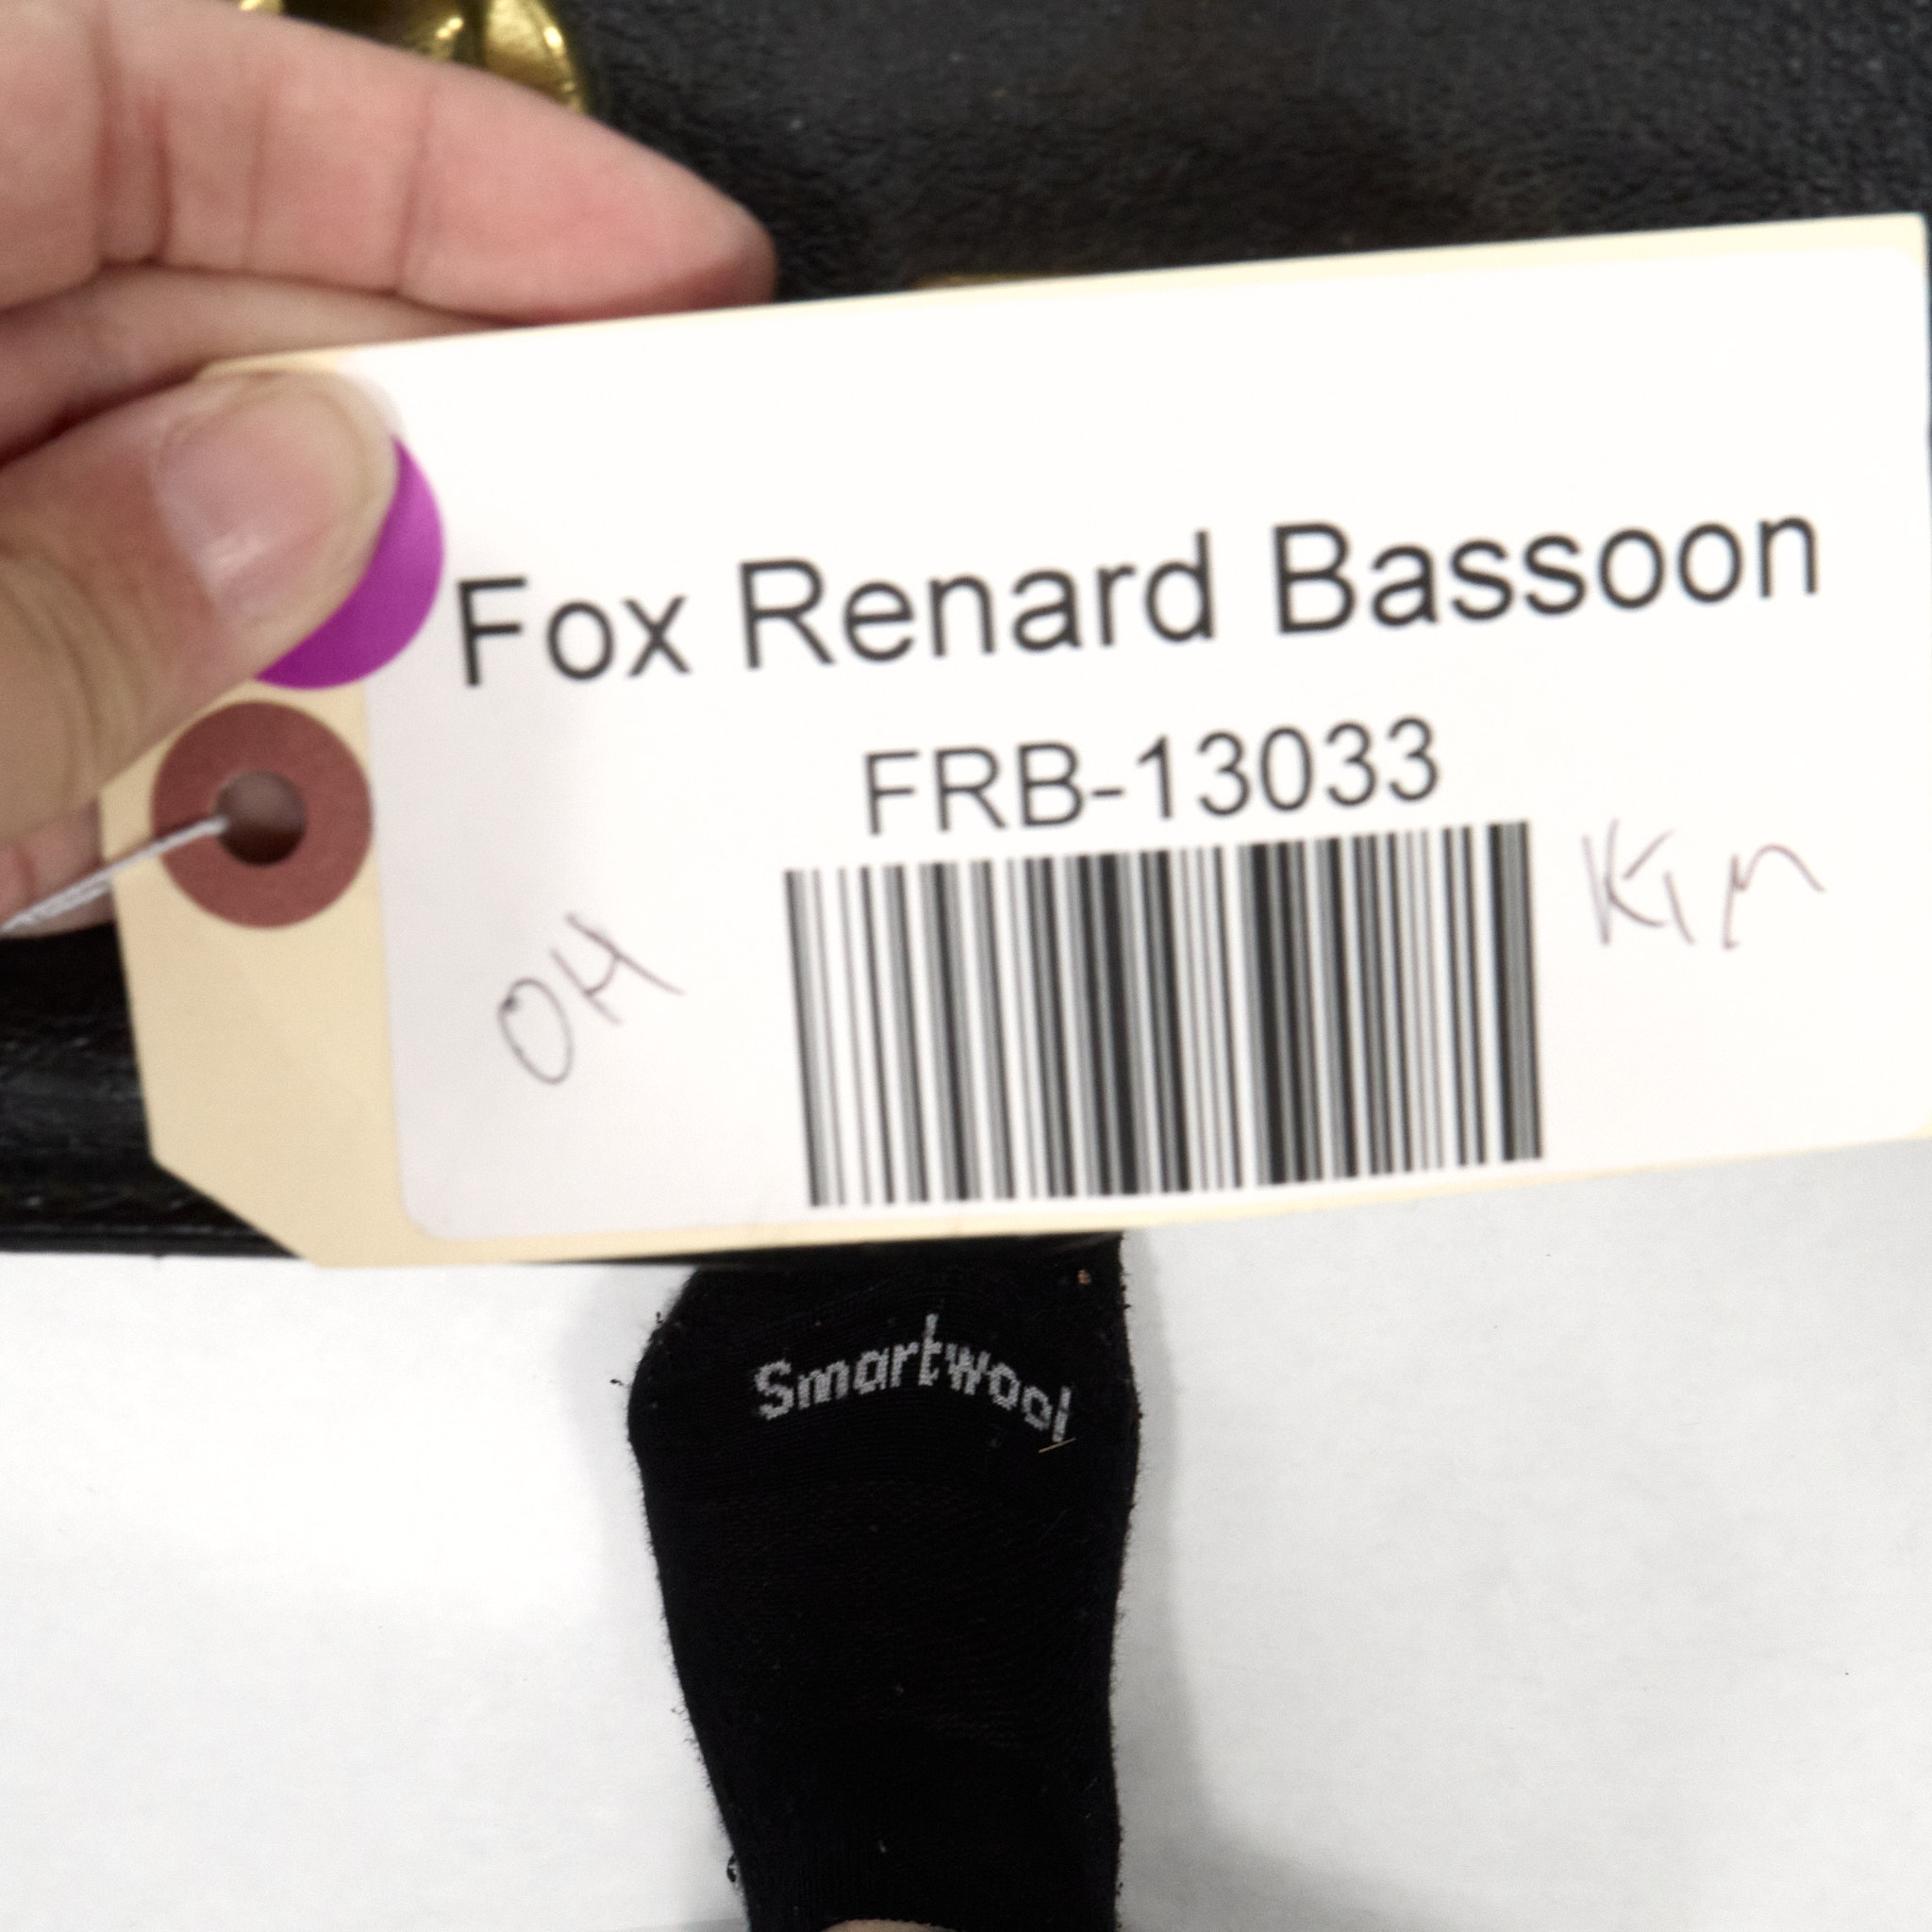 Fox Renard Bassoon
FRB-13033
OH
Kim
Smartwool